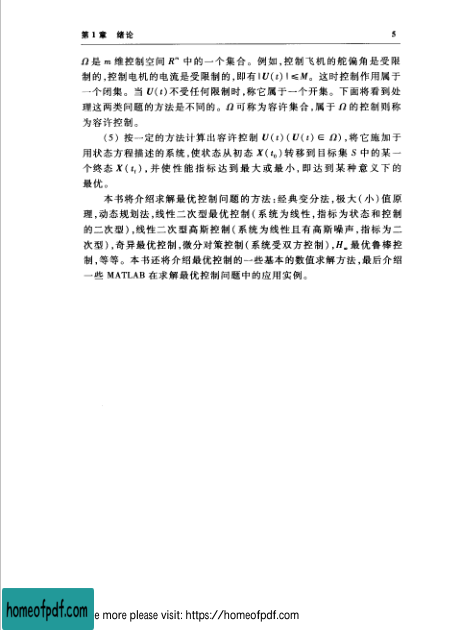 第 1 章 绪论 5
Ω 是 m 维控制空间 Rᵐ 中的一个集合。例如,控制飞机的舵偏角是受限
制的,控制电机的电流是受限制的,即有|U(t)|≤M。这时控制作用属于
一个闭集。当 U(t)不受任何限制时,称它属于一个开集。下面将看到处
理这两类问题的方法是不同的。Ω 可称为容许集合,属于 Ω 的控制则称
为容许控制。
(5) 按一定的方法计算出容许控制 U(t)(U(t)∈Ω),将它施加于
用状态方程描述的系统,使状态从初态 X(t₀)转移到目标集 S 中的某一
个终态 X(t_f),并使性能指标达到最大或最小,即达到某种意义下的
最优。
本书将介绍求解最优控制问题的方法:经典变分法,极大(小)值原
理,动态规划法,线性二次型最优控制(系统为线性,指标为状态和控制
的二次型),线性二次型高斯控制(系统为线性且有高斯噪声,指标为二
次型),奇异最优控制,微分对策控制(系统受双方控制),H∞ 最优鲁棒控
制,等等。本书还将介绍最优控制的一些基本的数值求解方法,最后介绍
一些 MATLAB 在求解最优控制问题中的应用实例。
homeofpdf.com
e more please visit: https://homeofpdf.com